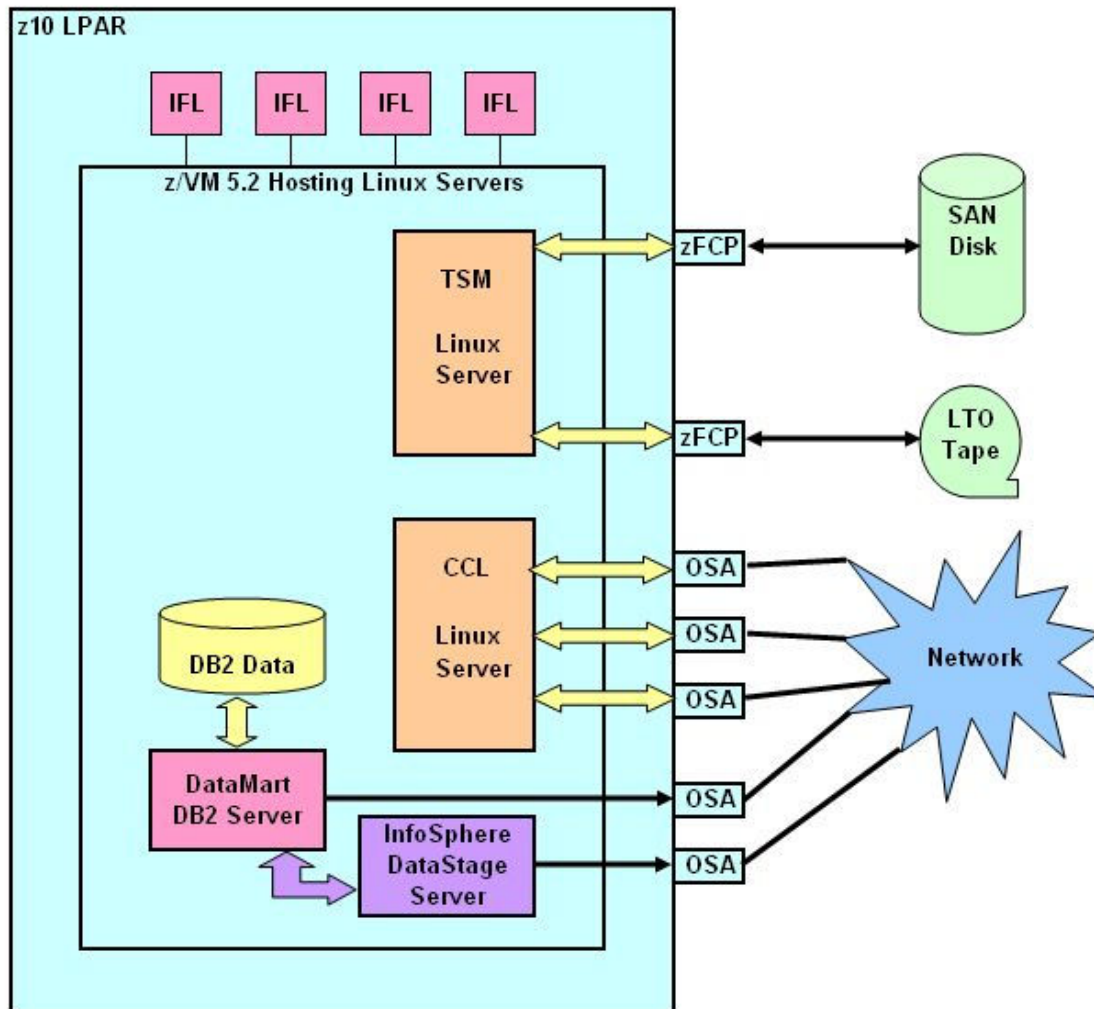 z10 LPAR
IFL
IFL
IFL
IFL
z/VM 5.2 Hosting Linux Servers
TSM
Linux
Server
zFCP
SAN
Disk
zFCP
LTO
Tape
CCL
Linux
Server
OSA
OSA
OSA
Network
DB2 Data
DataMart
DB2 Server
OSA
InfoSphere
DataStage
Server
OSA